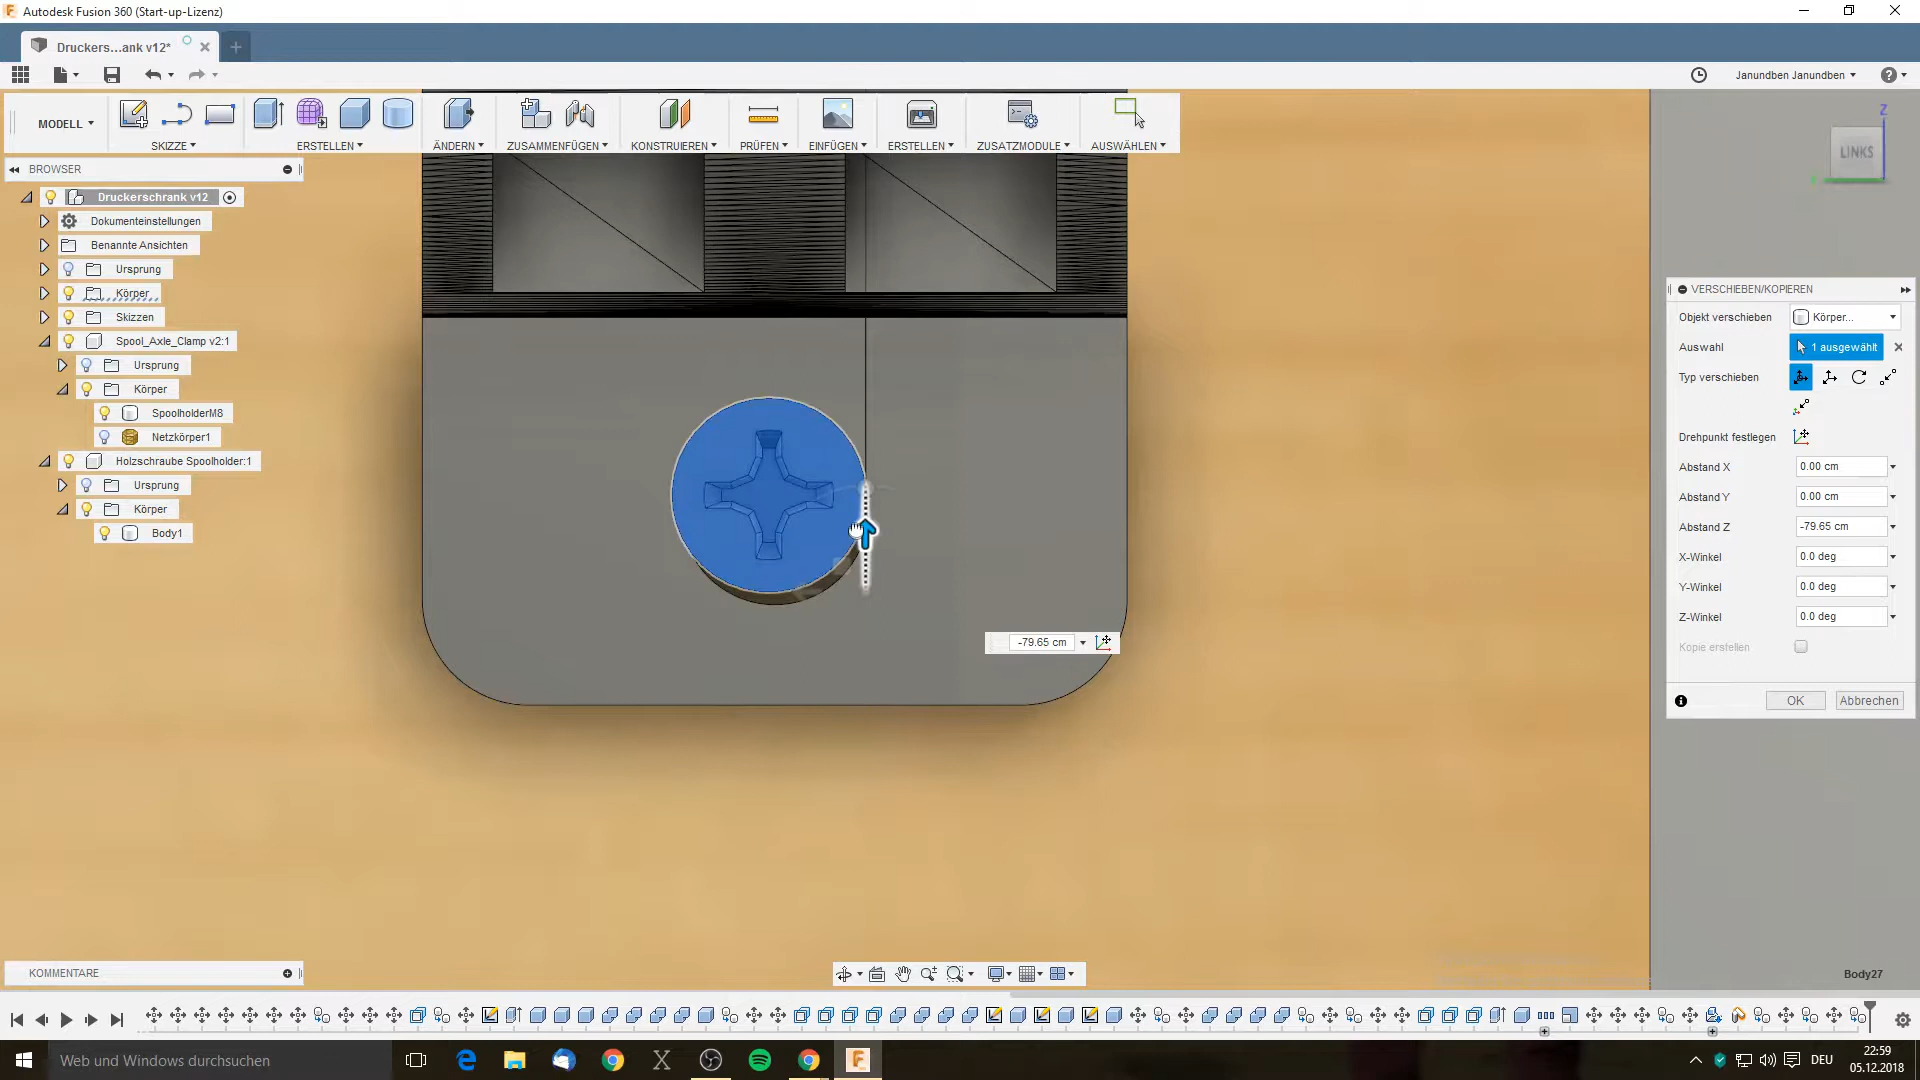 Autodesk Fusion 360 (Start-up-Lizenz)
Druckers...ank v12*
Janundben Janundben
MODELL
SKIZZE
ERSTELLEN
ÄNDERN
ZUSAMMENFÜGEN
KONSTRUIEREN
PRÜFEN
EINFÜGEN
ERSTELLEN
ZUSATZMODULE
AUSWÄHLEN
Z
LINKS
BROWSER
Druckerschrank v12
Dokumenteinstellungen
Benannte Ansichten
Ursprung
Körper
Skizzen
Spool_Axle_Clamp v2:1
Ursprung
Körper
SpoolholderM8
Netzkörper1
Holzschraube Spoolholder:1
Ursprung
Körper
Body1
VERSCHIEBEN/KOPIEREN
Objekt verschieben Körper...
Auswahl 1 ausgewählt
Typ verschieben
Drehpunkt festlegen
Abstand X 0.00 cm
Abstand Y 0.00 cm
Abstand Z -79.65 cm
X-Winkel 0.0 deg
Y-Winkel 0.0 deg
Z-Winkel 0.0 deg
Kopie erstellen
OK Abbrechen
-79.65 cm
KOMMENTARE
Body27
Web und Windows durchsuchen
DEU
22:59
05.12.2018